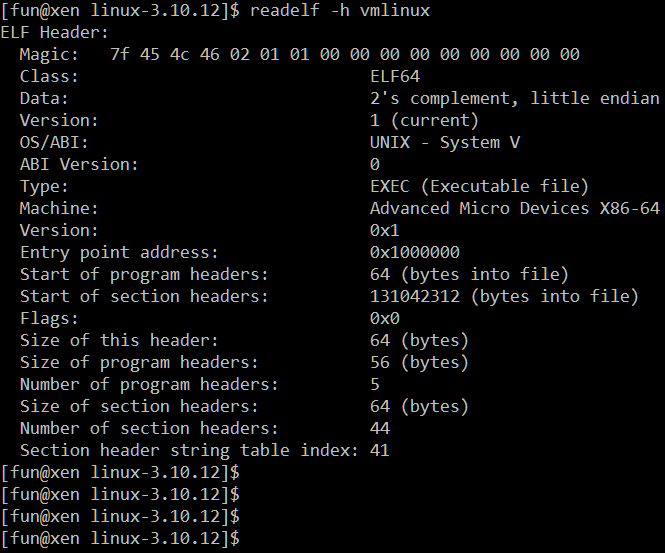 [fun@xen linux-3.10.12]$ readelf -h vmlinux
ELF Header:
  Magic:   7f 45 4c 46 02 01 01 00 00 00 00 00 00 00 00 00
  Class:                             ELF64
  Data:                              2's complement, little endian
  Version:                           1 (current)
  OS/ABI:                            UNIX - System V
  ABI Version:                       0
  Type:                              EXEC (Executable file)
  Machine:                           Advanced Micro Devices X86-64
  Version:                           0x1
  Entry point address:               0x1000000
  Start of program headers:          64 (bytes into file)
  Start of section headers:          131042312 (bytes into file)
  Flags:                             0x0
  Size of this header:               64 (bytes)
  Size of program headers:           56 (bytes)
  Number of program headers:         5
  Size of section headers:           64 (bytes)
  Number of section headers:         44
  Section header string table index: 41
[fun@xen linux-3.10.12]$
[fun@xen linux-3.10.12]$
[fun@xen linux-3.10.12]$
[fun@xen linux-3.10.12]$